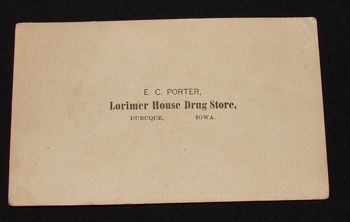 E. C. PORTER,
Lorimer House Drug Store,
DUBUQUE, IOWA.